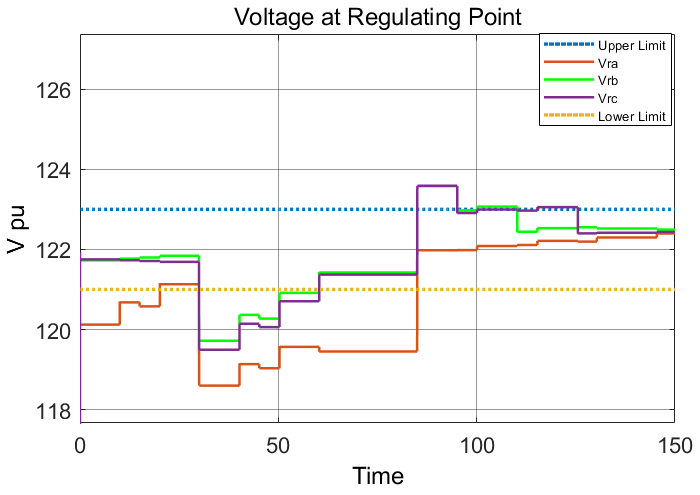 Voltage at Regulating Point
Upper Limit
Vra
Vrb
Vrc
Lower Limit
126
124
122
120
118
V pu
0
50
100
150
Time